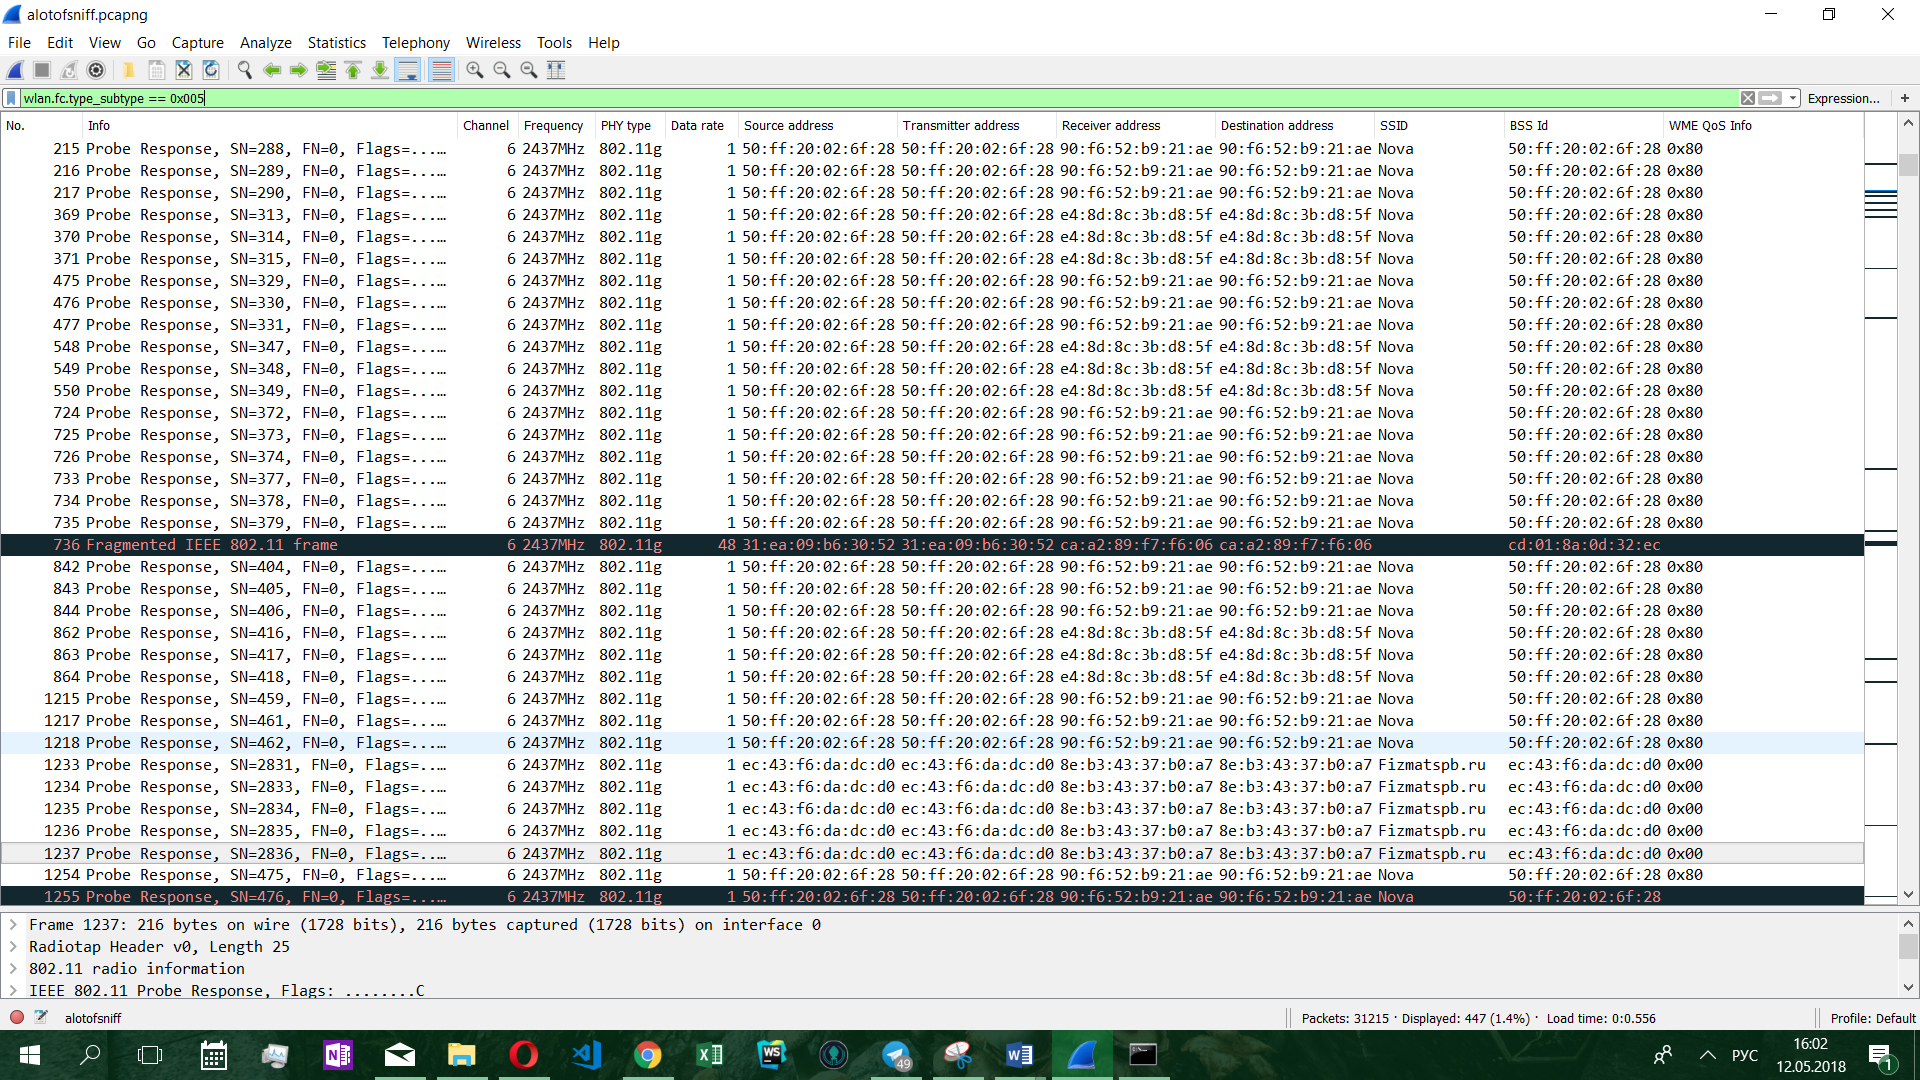 alotofsniff.pcapng
File Edit View Go Capture Analyze Statistics Telephony Wireless Tools Help
wlan.fc.type_subtype == 0x005 Expression... +
No. Info Channel Frequency PHY type Data rate Source address Transmitter address Receiver address Destination address SSID BSS Id WME QoS Info
215 Probe Response, SN=288, FN=0, Flags=...… 6 2437MHz 802.11g 1 50:ff:20:02:6f:28 50:ff:20:02:6f:28 90:f6:52:b9:21:ae 90:f6:52:b9:21:ae Nova 50:ff:20:02:6f:28 0x80
216 Probe Response, SN=289, FN=0, Flags=...… 6 2437MHz 802.11g 1 50:ff:20:02:6f:28 50:ff:20:02:6f:28 90:f6:52:b9:21:ae 90:f6:52:b9:21:ae Nova 50:ff:20:02:6f:28 0x80
217 Probe Response, SN=290, FN=0, Flags=...… 6 2437MHz 802.11g 1 50:ff:20:02:6f:28 50:ff:20:02:6f:28 90:f6:52:b9:21:ae 90:f6:52:b9:21:ae Nova 50:ff:20:02:6f:28 0x80
369 Probe Response, SN=313, FN=0, Flags=...… 6 2437MHz 802.11g 1 50:ff:20:02:6f:28 50:ff:20:02:6f:28 e4:8d:8c:3b:d8:5f e4:8d:8c:3b:d8:5f Nova 50:ff:20:02:6f:28 0x80
370 Probe Response, SN=314, FN=0, Flags=...… 6 2437MHz 802.11g 1 50:ff:20:02:6f:28 50:ff:20:02:6f:28 e4:8d:8c:3b:d8:5f e4:8d:8c:3b:d8:5f Nova 50:ff:20:02:6f:28 0x80
371 Probe Response, SN=315, FN=0, Flags=...… 6 2437MHz 802.11g 1 50:ff:20:02:6f:28 50:ff:20:02:6f:28 e4:8d:8c:3b:d8:5f e4:8d:8c:3b:d8:5f Nova 50:ff:20:02:6f:28 0x80
475 Probe Response, SN=329, FN=0, Flags=...… 6 2437MHz 802.11g 1 50:ff:20:02:6f:28 50:ff:20:02:6f:28 90:f6:52:b9:21:ae 90:f6:52:b9:21:ae Nova 50:ff:20:02:6f:28 0x80
476 Probe Response, SN=330, FN=0, Flags=...… 6 2437MHz 802.11g 1 50:ff:20:02:6f:28 50:ff:20:02:6f:28 90:f6:52:b9:21:ae 90:f6:52:b9:21:ae Nova 50:ff:20:02:6f:28 0x80
477 Probe Response, SN=331, FN=0, Flags=...… 6 2437MHz 802.11g 1 50:ff:20:02:6f:28 50:ff:20:02:6f:28 90:f6:52:b9:21:ae 90:f6:52:b9:21:ae Nova 50:ff:20:02:6f:28 0x80
548 Probe Response, SN=347, FN=0, Flags=...… 6 2437MHz 802.11g 1 50:ff:20:02:6f:28 50:ff:20:02:6f:28 e4:8d:8c:3b:d8:5f e4:8d:8c:3b:d8:5f Nova 50:ff:20:02:6f:28 0x80
549 Probe Response, SN=348, FN=0, Flags=...… 6 2437MHz 802.11g 1 50:ff:20:02:6f:28 50:ff:20:02:6f:28 e4:8d:8c:3b:d8:5f e4:8d:8c:3b:d8:5f Nova 50:ff:20:02:6f:28 0x80
550 Probe Response, SN=349, FN=0, Flags=...… 6 2437MHz 802.11g 1 50:ff:20:02:6f:28 50:ff:20:02:6f:28 e4:8d:8c:3b:d8:5f e4:8d:8c:3b:d8:5f Nova 50:ff:20:02:6f:28 0x80
724 Probe Response, SN=372, FN=0, Flags=...… 6 2437MHz 802.11g 1 50:ff:20:02:6f:28 50:ff:20:02:6f:28 90:f6:52:b9:21:ae 90:f6:52:b9:21:ae Nova 50:ff:20:02:6f:28 0x80
725 Probe Response, SN=373, FN=0, Flags=...… 6 2437MHz 802.11g 1 50:ff:20:02:6f:28 50:ff:20:02:6f:28 90:f6:52:b9:21:ae 90:f6:52:b9:21:ae Nova 50:ff:20:02:6f:28 0x80
726 Probe Response, SN=374, FN=0, Flags=...… 6 2437MHz 802.11g 1 50:ff:20:02:6f:28 50:ff:20:02:6f:28 90:f6:52:b9:21:ae 90:f6:52:b9:21:ae Nova 50:ff:20:02:6f:28 0x80
733 Probe Response, SN=377, FN=0, Flags=...… 6 2437MHz 802.11g 1 50:ff:20:02:6f:28 50:ff:20:02:6f:28 90:f6:52:b9:21:ae 90:f6:52:b9:21:ae Nova 50:ff:20:02:6f:28 0x80
734 Probe Response, SN=378, FN=0, Flags=...… 6 2437MHz 802.11g 1 50:ff:20:02:6f:28 50:ff:20:02:6f:28 90:f6:52:b9:21:ae 90:f6:52:b9:21:ae Nova 50:ff:20:02:6f:28 0x80
735 Probe Response, SN=379, FN=0, Flags=...… 6 2437MHz 802.11g 1 50:ff:20:02:6f:28 50:ff:20:02:6f:28 90:f6:52:b9:21:ae 90:f6:52:b9:21:ae Nova 50:ff:20:02:6f:28 0x80
736 Fragmented IEEE 802.11 frame 6 2437MHz 802.11g 48 31:ea:09:b6:30:52 31:ea:09:b6:30:52 ca:a2:89:f7:f6:06 ca:a2:89:f7:f6:06 cd:01:8a:0d:32:ec
842 Probe Response, SN=404, FN=0, Flags=...… 6 2437MHz 802.11g 1 50:ff:20:02:6f:28 50:ff:20:02:6f:28 90:f6:52:b9:21:ae 90:f6:52:b9:21:ae Nova 50:ff:20:02:6f:28 0x80
843 Probe Response, SN=405, FN=0, Flags=...… 6 2437MHz 802.11g 1 50:ff:20:02:6f:28 50:ff:20:02:6f:28 90:f6:52:b9:21:ae 90:f6:52:b9:21:ae Nova 50:ff:20:02:6f:28 0x80
844 Probe Response, SN=406, FN=0, Flags=...… 6 2437MHz 802.11g 1 50:ff:20:02:6f:28 50:ff:20:02:6f:28 90:f6:52:b9:21:ae 90:f6:52:b9:21:ae Nova 50:ff:20:02:6f:28 0x80
862 Probe Response, SN=416, FN=0, Flags=...… 6 2437MHz 802.11g 1 50:ff:20:02:6f:28 50:ff:20:02:6f:28 e4:8d:8c:3b:d8:5f e4:8d:8c:3b:d8:5f Nova 50:ff:20:02:6f:28 0x80
863 Probe Response, SN=417, FN=0, Flags=...… 6 2437MHz 802.11g 1 50:ff:20:02:6f:28 50:ff:20:02:6f:28 e4:8d:8c:3b:d8:5f e4:8d:8c:3b:d8:5f Nova 50:ff:20:02:6f:28 0x80
864 Probe Response, SN=418, FN=0, Flags=...… 6 2437MHz 802.11g 1 50:ff:20:02:6f:28 50:ff:20:02:6f:28 e4:8d:8c:3b:d8:5f e4:8d:8c:3b:d8:5f Nova 50:ff:20:02:6f:28 0x80
1215 Probe Response, SN=459, FN=0, Flags=...… 6 2437MHz 802.11g 1 50:ff:20:02:6f:28 50:ff:20:02:6f:28 90:f6:52:b9:21:ae 90:f6:52:b9:21:ae Nova 50:ff:20:02:6f:28 0x80
1217 Probe Response, SN=461, FN=0, Flags=...… 6 2437MHz 802.11g 1 50:ff:20:02:6f:28 50:ff:20:02:6f:28 90:f6:52:b9:21:ae 90:f6:52:b9:21:ae Nova 50:ff:20:02:6f:28 0x80
1218 Probe Response, SN=462, FN=0, Flags=...… 6 2437MHz 802.11g 1 50:ff:20:02:6f:28 50:ff:20:02:6f:28 90:f6:52:b9:21:ae 90:f6:52:b9:21:ae Nova 50:ff:20:02:6f:28 0x80
1233 Probe Response, SN=2831, FN=0, Flags=..… 6 2437MHz 802.11g 1 ec:43:f6:da:dc:d0 ec:43:f6:da:dc:d0 8e:b3:43:37:b0:a7 8e:b3:43:37:b0:a7 Fizmatspb.ru ec:43:f6:da:dc:d0 0x00
1234 Probe Response, SN=2833, FN=0, Flags=..… 6 2437MHz 802.11g 1 ec:43:f6:da:dc:d0 ec:43:f6:da:dc:d0 8e:b3:43:37:b0:a7 8e:b3:43:37:b0:a7 Fizmatspb.ru ec:43:f6:da:dc:d0 0x00
1235 Probe Response, SN=2834, FN=0, Flags=..… 6 2437MHz 802.11g 1 ec:43:f6:da:dc:d0 ec:43:f6:da:dc:d0 8e:b3:43:37:b0:a7 8e:b3:43:37:b0:a7 Fizmatspb.ru ec:43:f6:da:dc:d0 0x00
1236 Probe Response, SN=2835, FN=0, Flags=..… 6 2437MHz 802.11g 1 ec:43:f6:da:dc:d0 ec:43:f6:da:dc:d0 8e:b3:43:37:b0:a7 8e:b3:43:37:b0:a7 Fizmatspb.ru ec:43:f6:da:dc:d0 0x00
1237 Probe Response, SN=2836, FN=0, Flags=..… 6 2437MHz 802.11g 1 ec:43:f6:da:dc:d0 ec:43:f6:da:dc:d0 8e:b3:43:37:b0:a7 8e:b3:43:37:b0:a7 Fizmatspb.ru ec:43:f6:da:dc:d0 0x00
1254 Probe Response, SN=475, FN=0, Flags=...… 6 2437MHz 802.11g 1 50:ff:20:02:6f:28 50:ff:20:02:6f:28 90:f6:52:b9:21:ae 90:f6:52:b9:21:ae Nova 50:ff:20:02:6f:28 0x80
1255 Probe Response, SN=476, FN=0, Flags=...… 6 2437MHz 802.11g 1 50:ff:20:02:6f:28 50:ff:20:02:6f:28 90:f6:52:b9:21:ae 90:f6:52:b9:21:ae Nova 50:ff:20:02:6f:28
Frame 1237: 216 bytes on wire (1728 bits), 216 bytes captured (1728 bits) on interface 0
Radiotap Header v0, Length 25
802.11 radio information
IEEE 802.11 Probe Response, Flags: ........C
alotofsniff Packets: 31215 · Displayed: 447 (1.4%) · Load time: 0:0.556 Profile: Default
N WS 49 РУС 16:02 1
12.05.2018